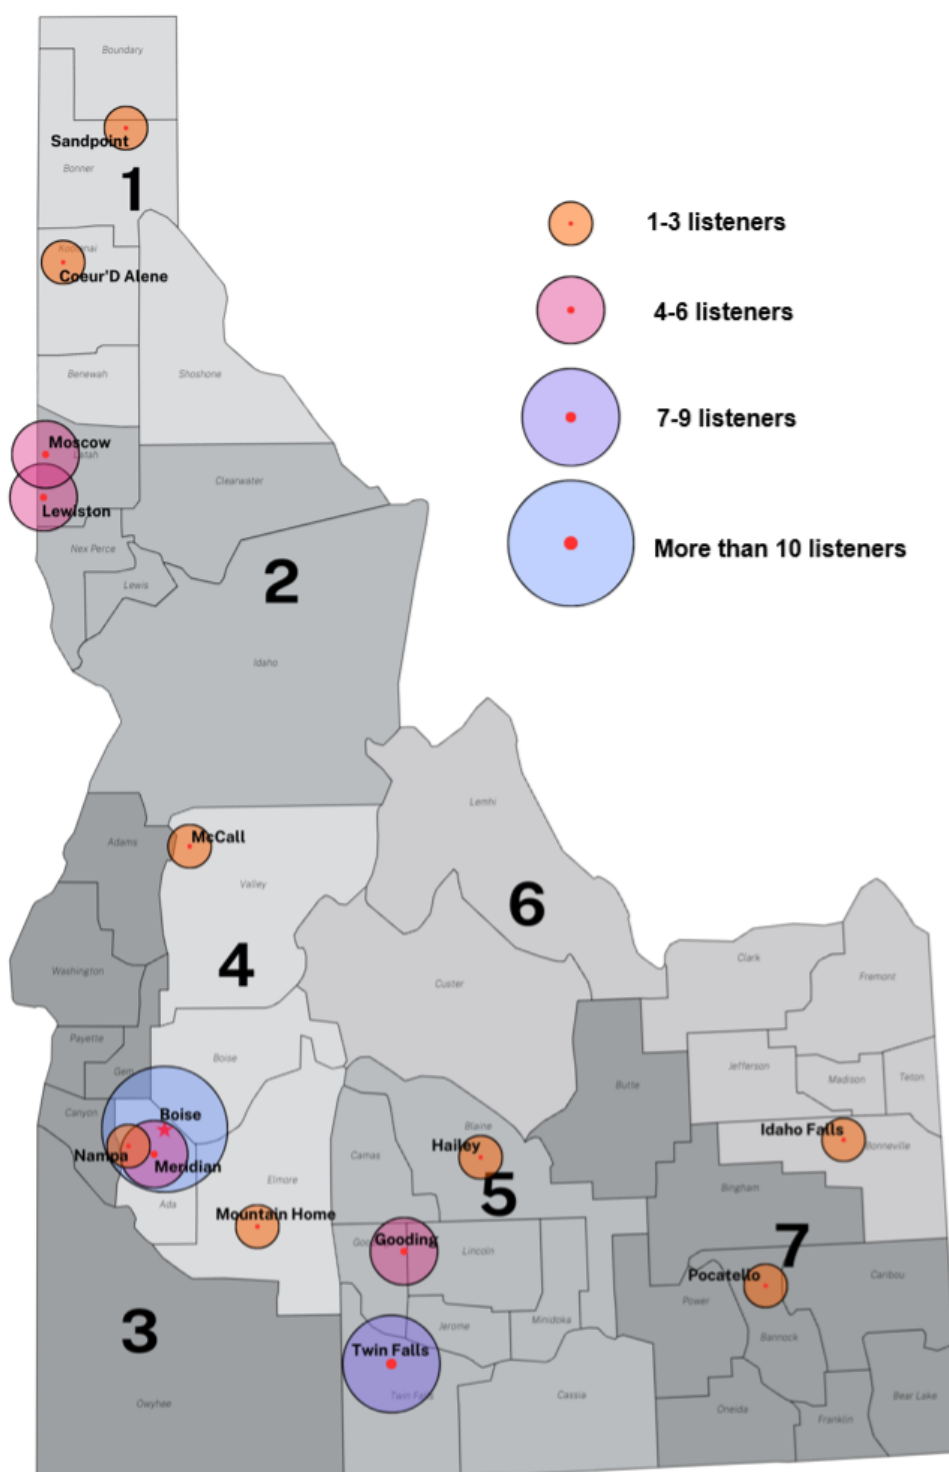 Boundary
Sandpoint
Bonner
1
1-3 listeners
Kootenai
Coeur'D Alene
4-6 listeners
Benewah
Shoshone
7-9 listeners
Moscow
Latah
Clearwater
Lewiston
Nex Perce
More than 10 listeners
2
Lewis
Idaho
Lemhi
McCall
Adams
Valley
6
4
Washington
Clark
Fremont
Custer
Payette
Boise
Gem
Jefferson
Madison
Teton
Butte
Canyon
Boise
Blaine
Idaho Falls
Hailey
Bonneville
Nampa
Camas
Meridian
Elmore
5
Bingham
Ada
Mountain Home
Gooding
Lincoln
7
Pocatello
Caribou
Power
3
Jerome
Minidoka
Bannock
Twin Falls
Twin Falls
Cassia
Owyhee
Oneida
Bear Lake
Franklin